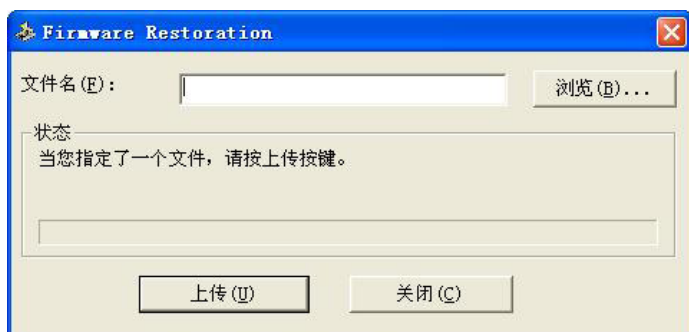 Firmware Restoration
文件名(F):
浏览(B)...
状态
当您指定了一个文件，请按上传按键。
上传(U)
关闭(C)